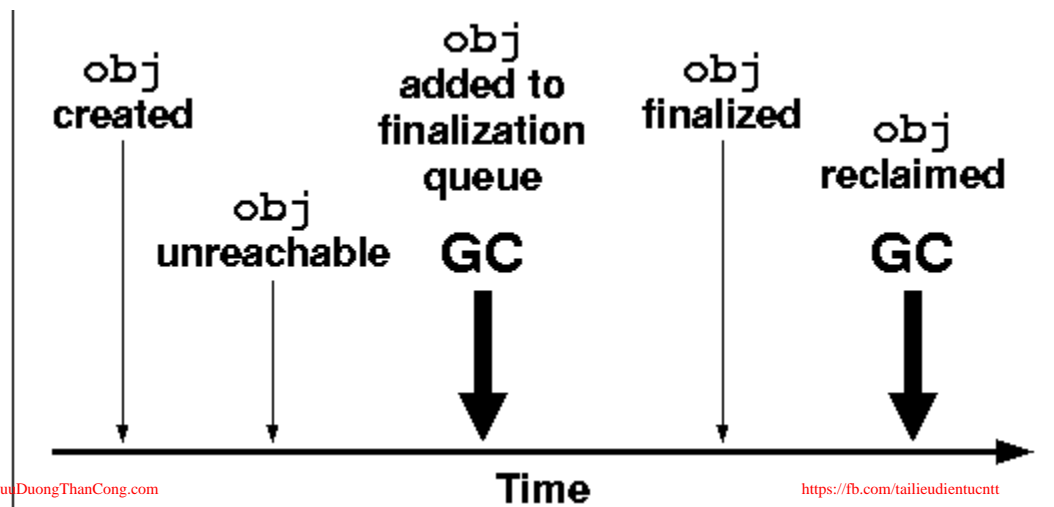 obj
created
obj
unreachable
obj
added to
finalization
queue
GC
obj
finalized
obj
reclaimed
GC
Time
uuDuongThanCong.com
https://fb.com/tailieudientucntt